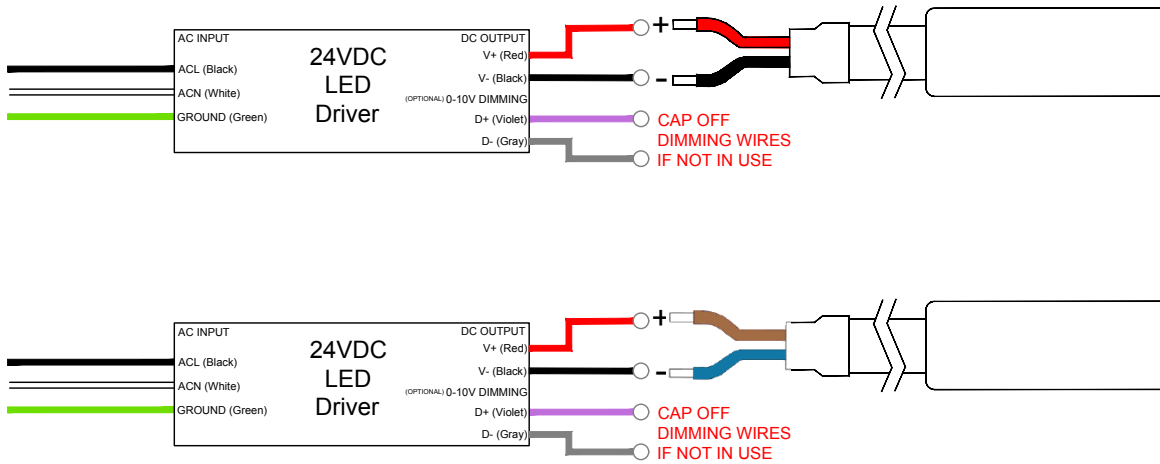 AC INPUT
DC OUTPUT
24VDC
LED
Driver
V+ (Red)
+
ACL (Black)
V- (Black)
-
ACN (White)
(OPTIONAL) 0-10V DIMMING
GROUND (Green)
D+ (Violet)
D- (Gray)
CAP OFF
DIMMING WIRES
IF NOT IN USE
AC INPUT
DC OUTPUT
24VDC
LED
Driver
V+ (Red)
+
ACL (Black)
V- (Black)
-
ACN (White)
(OPTIONAL) 0-10V DIMMING
GROUND (Green)
D+ (Violet)
D- (Gray)
CAP OFF
DIMMING WIRES
IF NOT IN USE